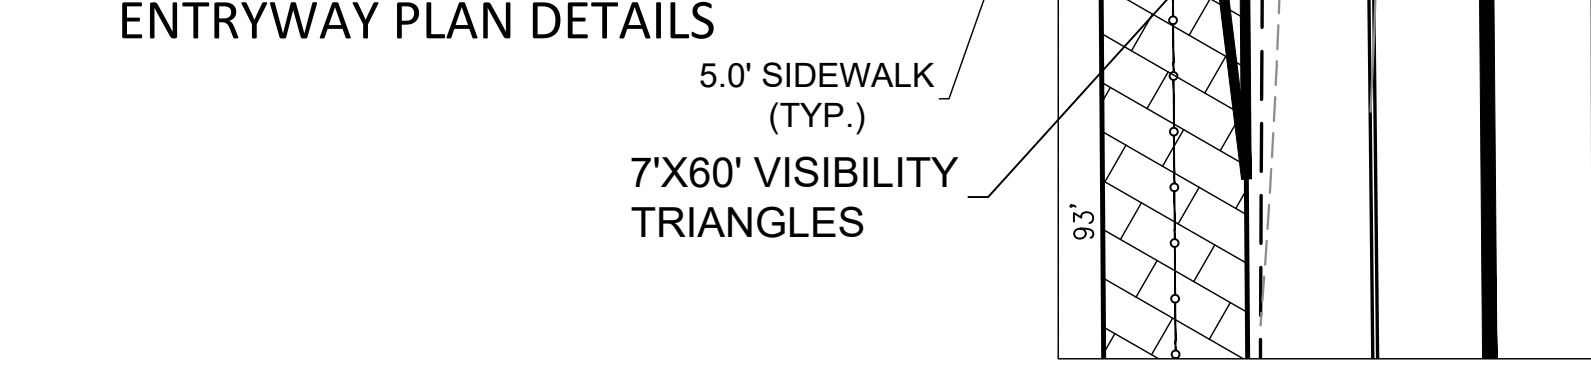 ENTRYWAY PLAN DETAILS
5.0' SIDEWALK
(TYP.)
7'X60' VISIBILITY
TRIANGLES
93'